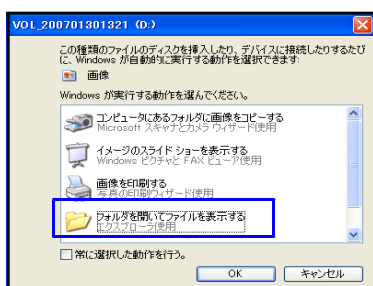 VOL_200701301321 (D:)
この種類のファイルのディスクを挿入したり、デバイスに接続したりするたび
に、Windows が自動的に実行する動作を選択できます:
画像
Windows が実行する動作を選んでください。
コンピュータにあるフォルダに画像をコピーする
Microsoft スキャナとカメラ ウィザード使用
イメージのスライド ショーを表示する
Windows ピクチャと FAX ビューア使用
画像を印刷する
写真の印刷ウィザード使用
フォルダを開いてファイルを表示する
エクスプローラ使用
常に選択した動作を行う。
OK
キャンセル